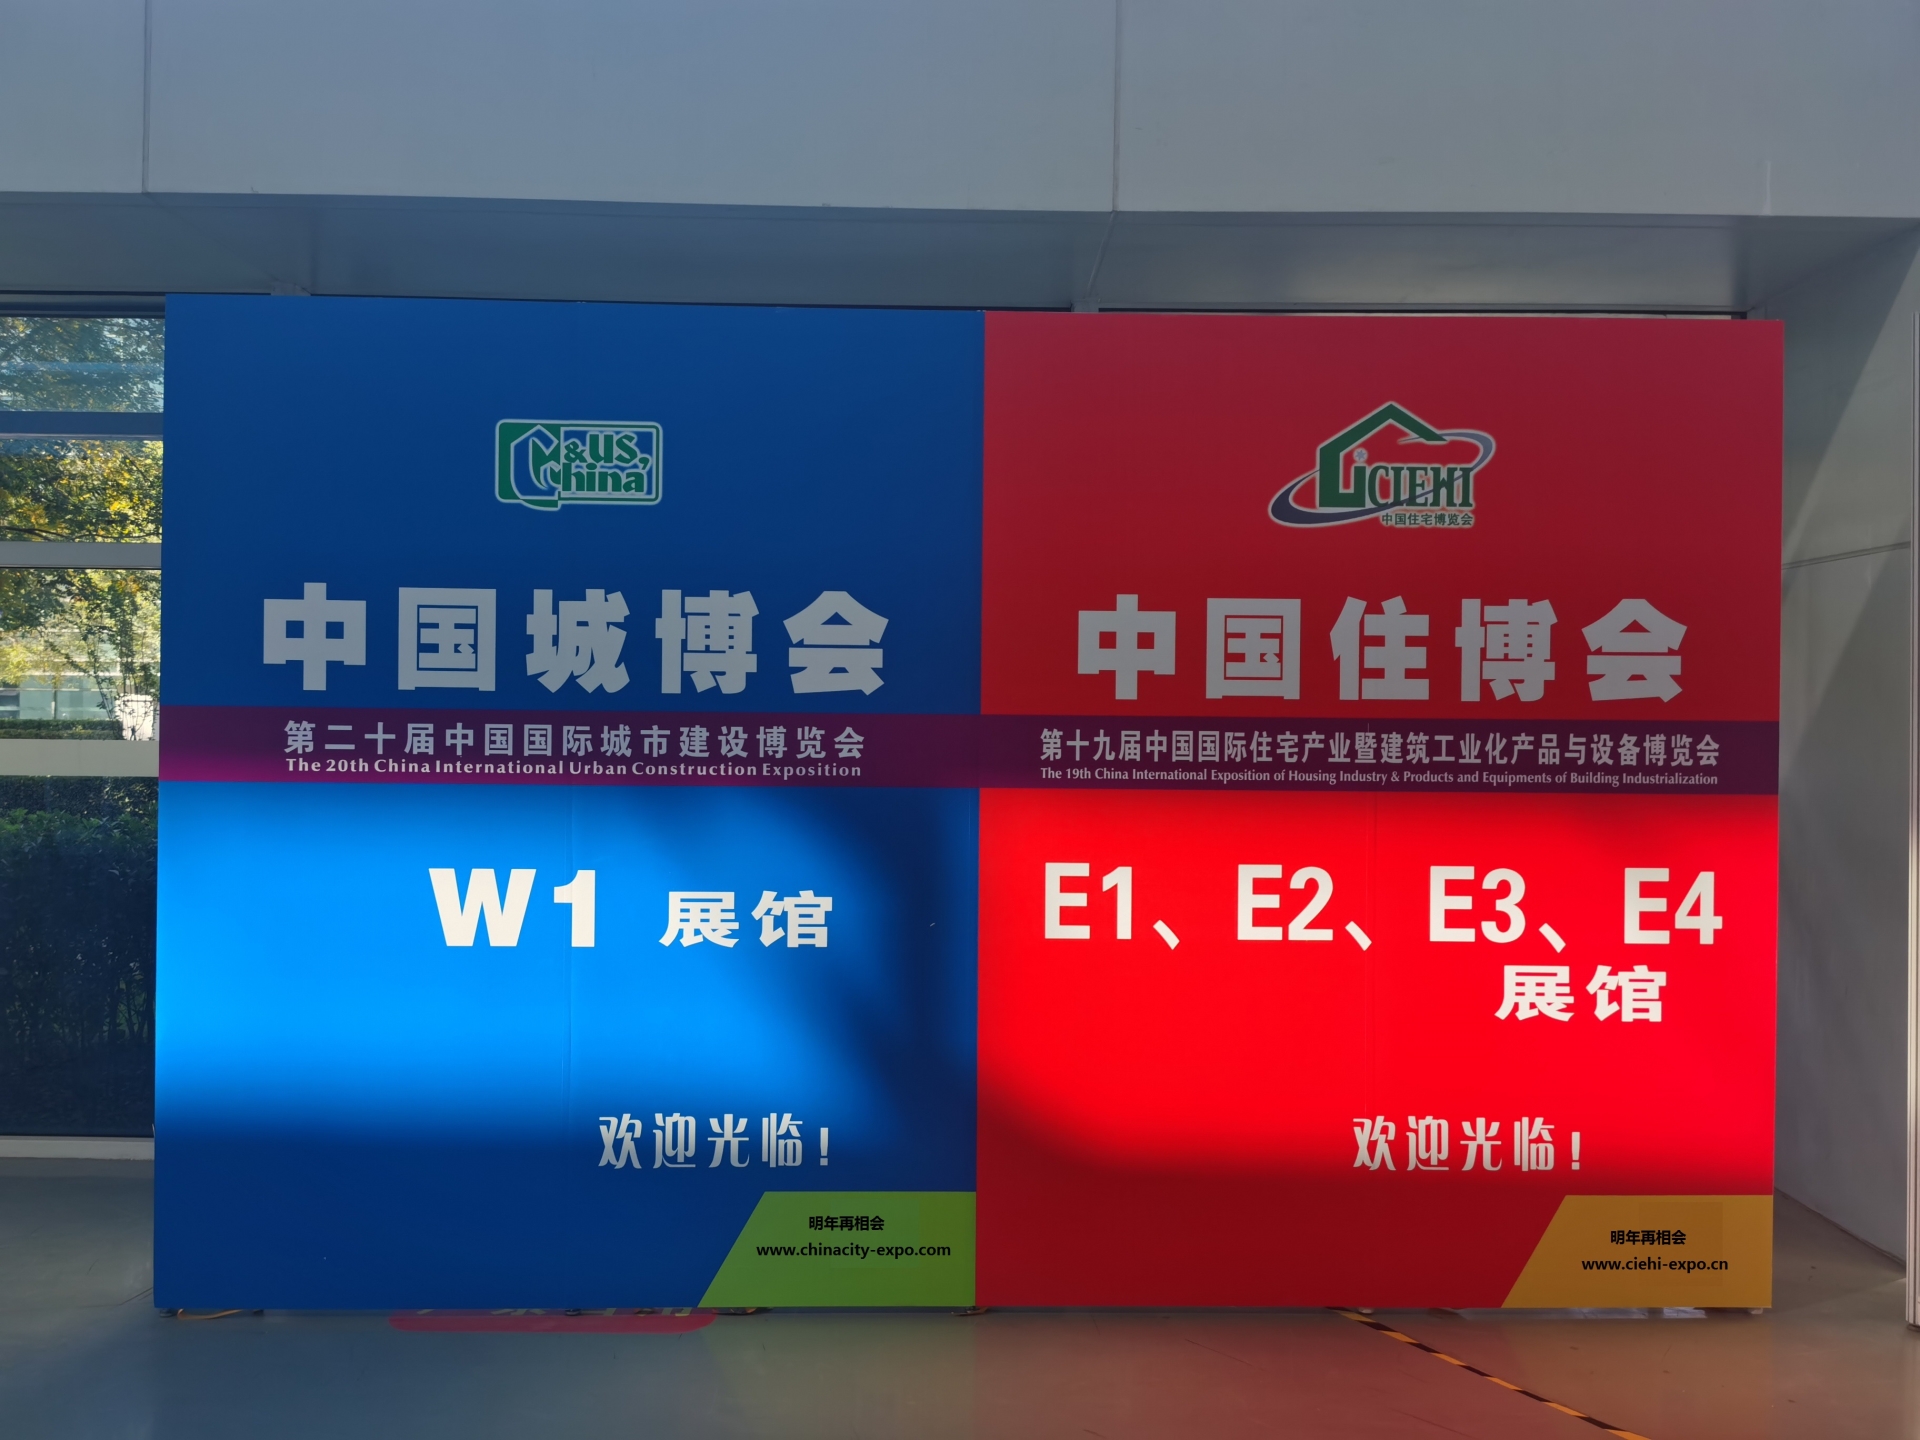 &us,
china
中国城博会
第二十届中国国际城市建设博览会
The 20th China International Urban Construction Exposition
W1 展馆
欢迎光临!
明年再相会
www.chinacity-expo.com
CIEHI
中国住宅博览会
中国住博会
第十九届中国国际住宅产业暨建筑工业化产品与设备博览会
The 19th China International Exposition of Housing Industry & Products and Equipments of Building Industrialization
E1、E2、E3、E4
展馆
欢迎光临!
明年再相会
www.ciehi-expo.cn